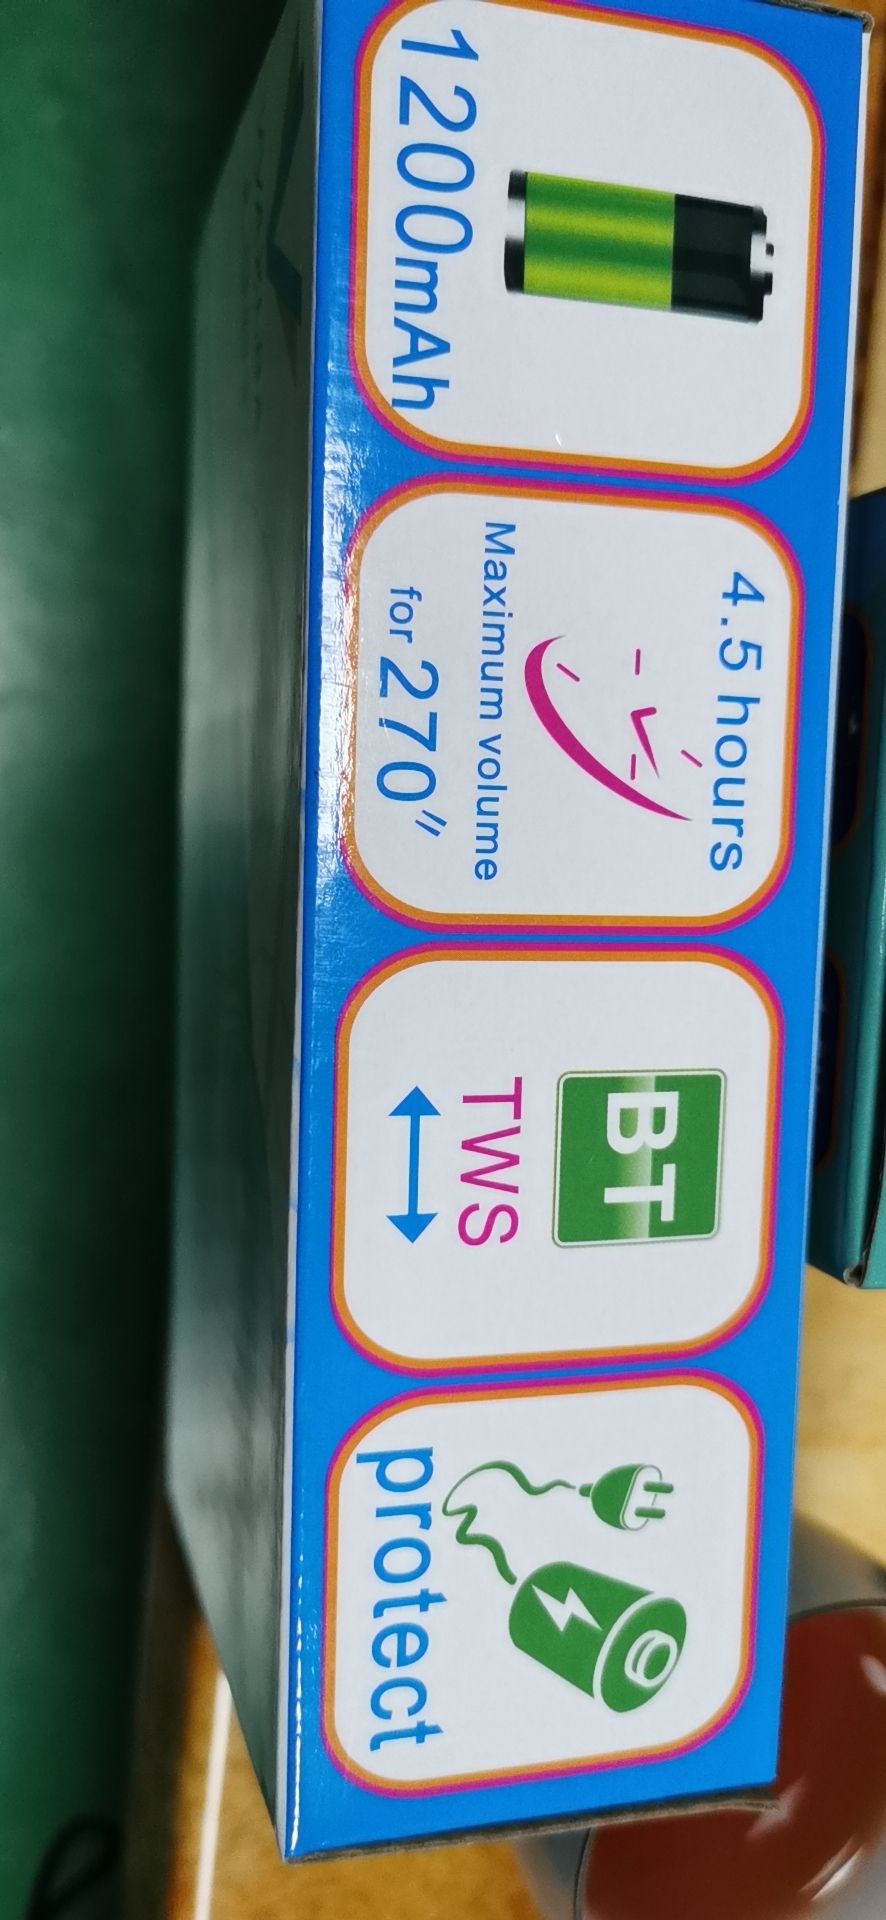 1200mAh
4.5 hours
Maximum volume
for 270″
BT
TWS
protect